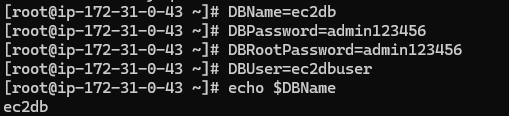 [root@ip-172-31-0-43 ~]# DBName=ec2db
[root@ip-172-31-0-43 ~]# DBPassword=admin123456
[root@ip-172-31-0-43 ~]# DBRootPassword=admin123456
[root@ip-172-31-0-43 ~]# DBUser=ec2dbuser
[root@ip-172-31-0-43 ~]# echo $DBName
ec2db